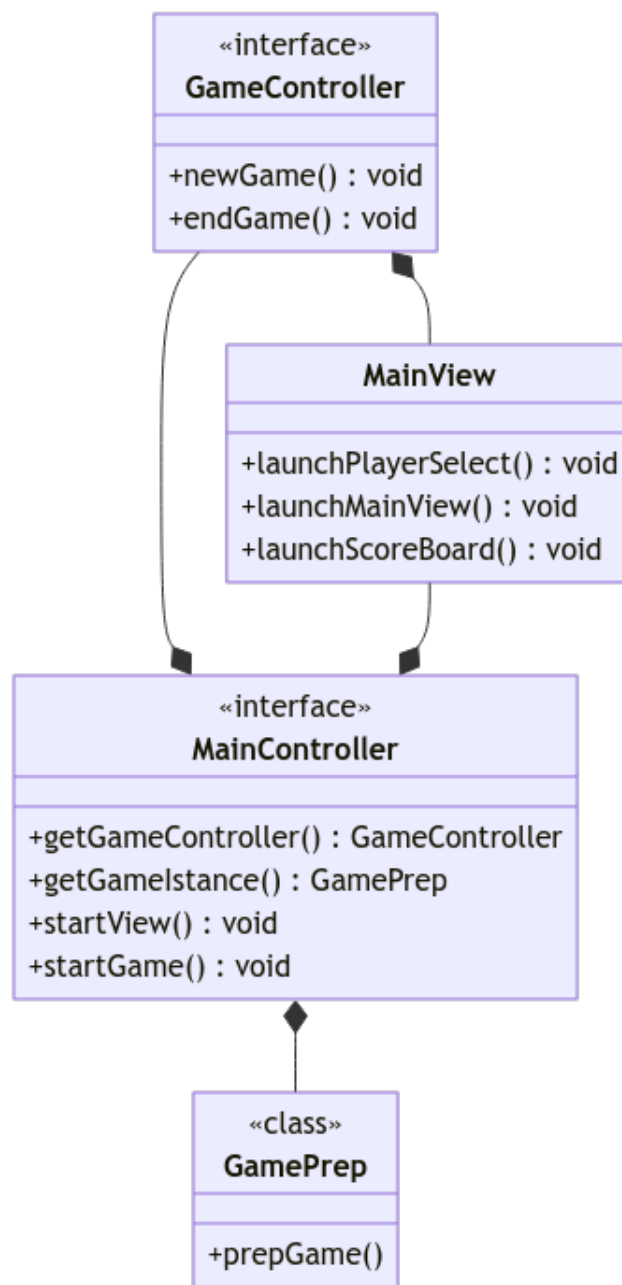 «interface»
GameController
+newGame() : void
+endGame() : void
MainView
+launchPlayerSelect() : void
+launchMainView() : void
+launchScoreBoard() : void
«interface»
MainController
+getGameController() : GameController
+getGameIstance() : GamePrep
+startView() : void
+startGame() : void
«class»
GamePrep
+prepGame()